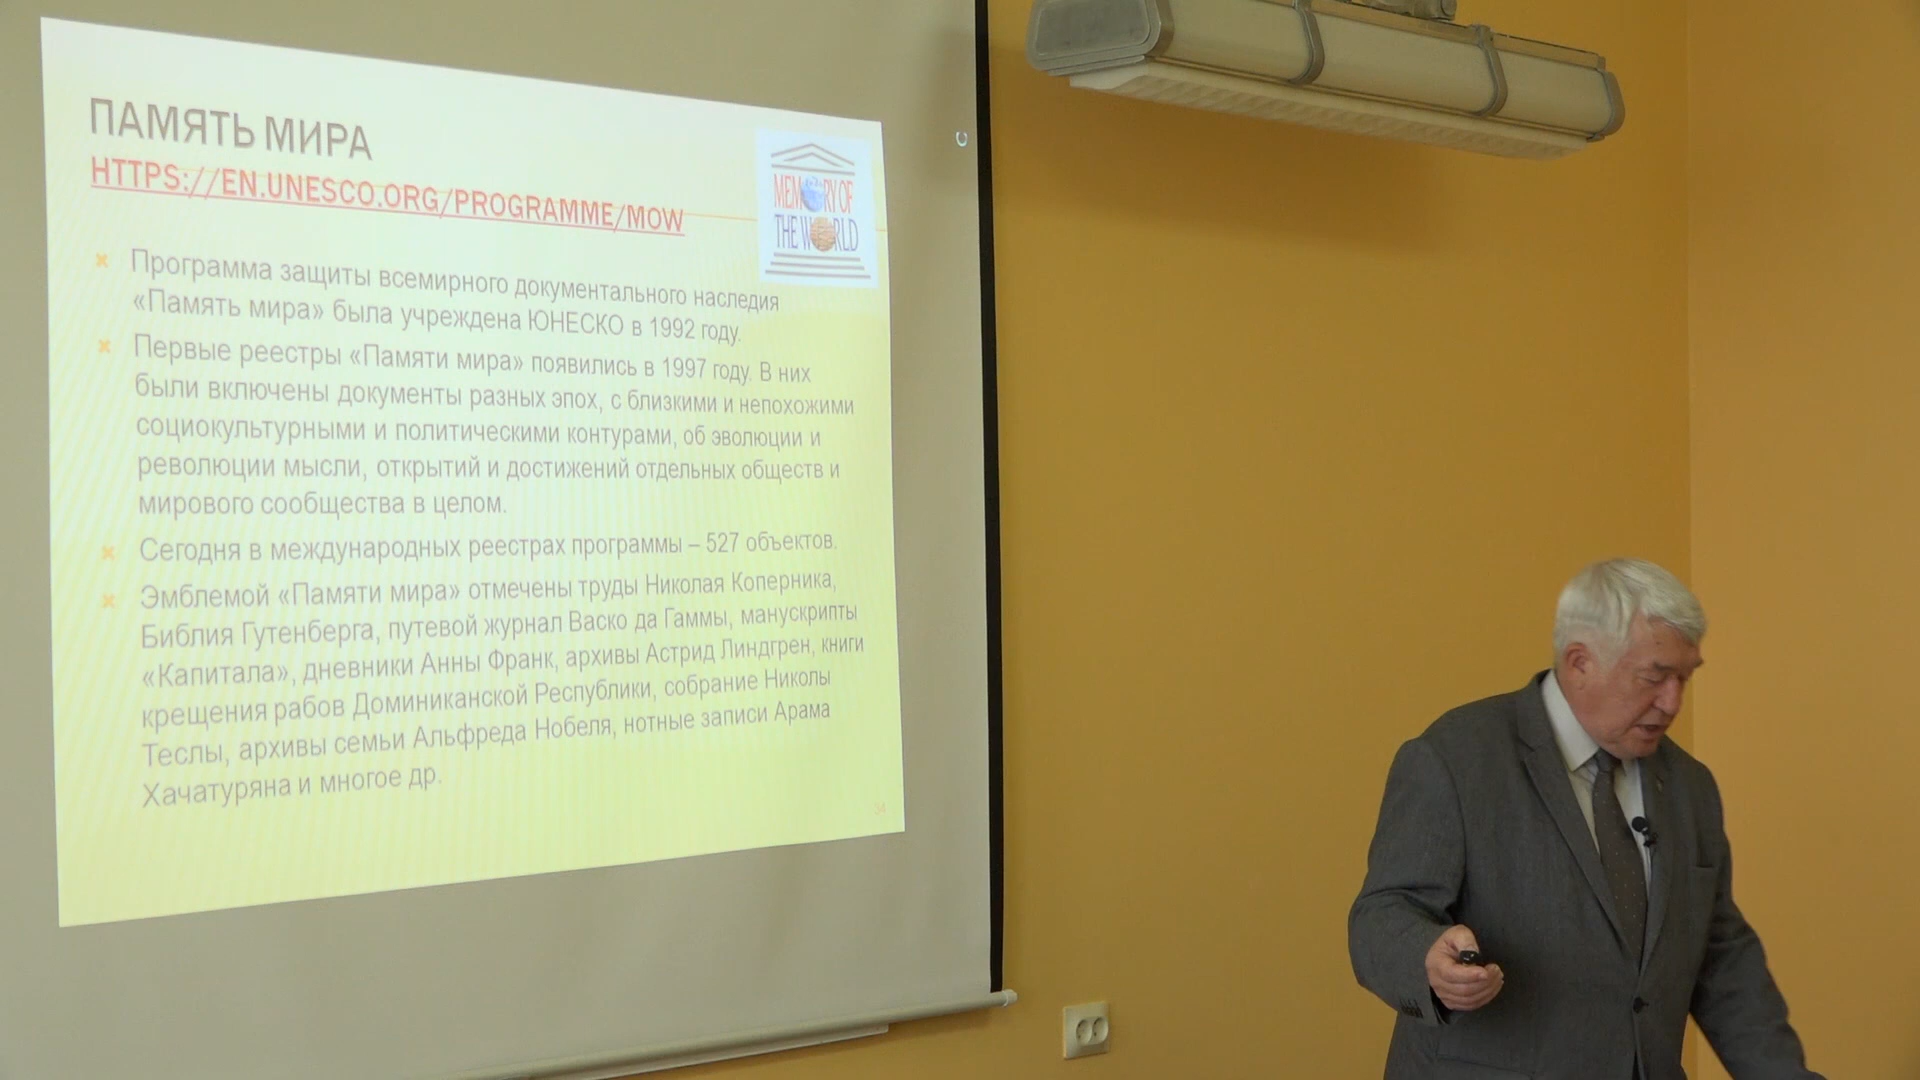 ПАМЯТЬ МИРА
HTTPS://EN.UNESCO.ORG/PROGRAMME/MOW
MEMORY OF
THE WORLD
Программа защиты всемирного документального наследия
«Память мира» была учреждена ЮНЕСКО в 1992 году.
Первые реестры «Памяти мира» появились в 1997 году. В них
были включены документы разных эпох, с близкими и непохожими
социокультурными и политическими контурами, об эволюции и
революции мысли, открытий и достижений отдельных обществ и
мирового сообщества в целом.
Сегодня в международных реестрах программы – 527 объектов.
Эмблемой «Памяти мира» отмечены труды Николая Коперника,
Библия Гутенберга, путевой журнал Васко да Гаммы, манускрипты
«Капитала», дневники Анны Франк, архивы Астрид Линдгрен, книги
крещения рабов Доминиканской Республики, собрание Николы
Теслы, архивы семьи Альфреда Нобеля, нотные записи Арама
Хачатуряна и многое др.
34